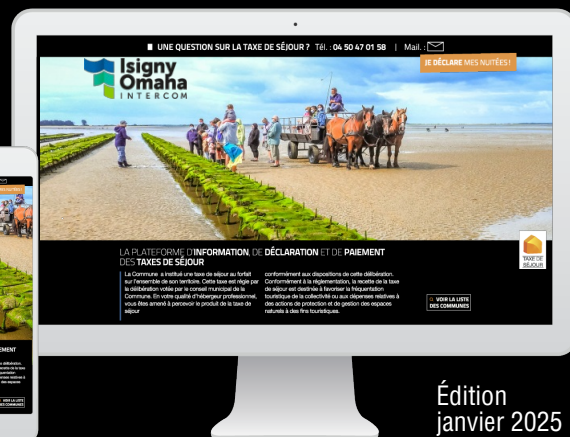 UNE QUESTION SUR LA TAXE DE SÉJOUR ? Tél. : 04 50 47 01 58 | Mail. :
JE DÉCLARE MES NUITÉES !
Isigny
Omaha
INTERCOM
LA PLATEFORME D'INFORMATION, DE DÉCLARATION ET DE PAIEMENT
DES TAXES DE SÉJOUR
La Commune a institué une taxe de séjour au forfait
sur l'ensemble de son territoire. Cette taxe est régie par
la délibération votée par le conseil municipal de la
Commune. En votre qualité d'hébergeur professionnel,
vous êtes amené à percevoir le produit de la taxe de
séjour
conformément aux dispositions de cette délibération.
Conformément à la réglementation, la recette de la taxe
de séjour est destinée à favoriser la fréquentation
touristique de la collectivité ou aux dépenses relatives à
des actions de protection et de gestion des espaces
naturels à des fins touristiques.
TAXE DE
SÉJOUR
VOIR LA LISTE
DES COMMUNES
Édition
janvier 2025